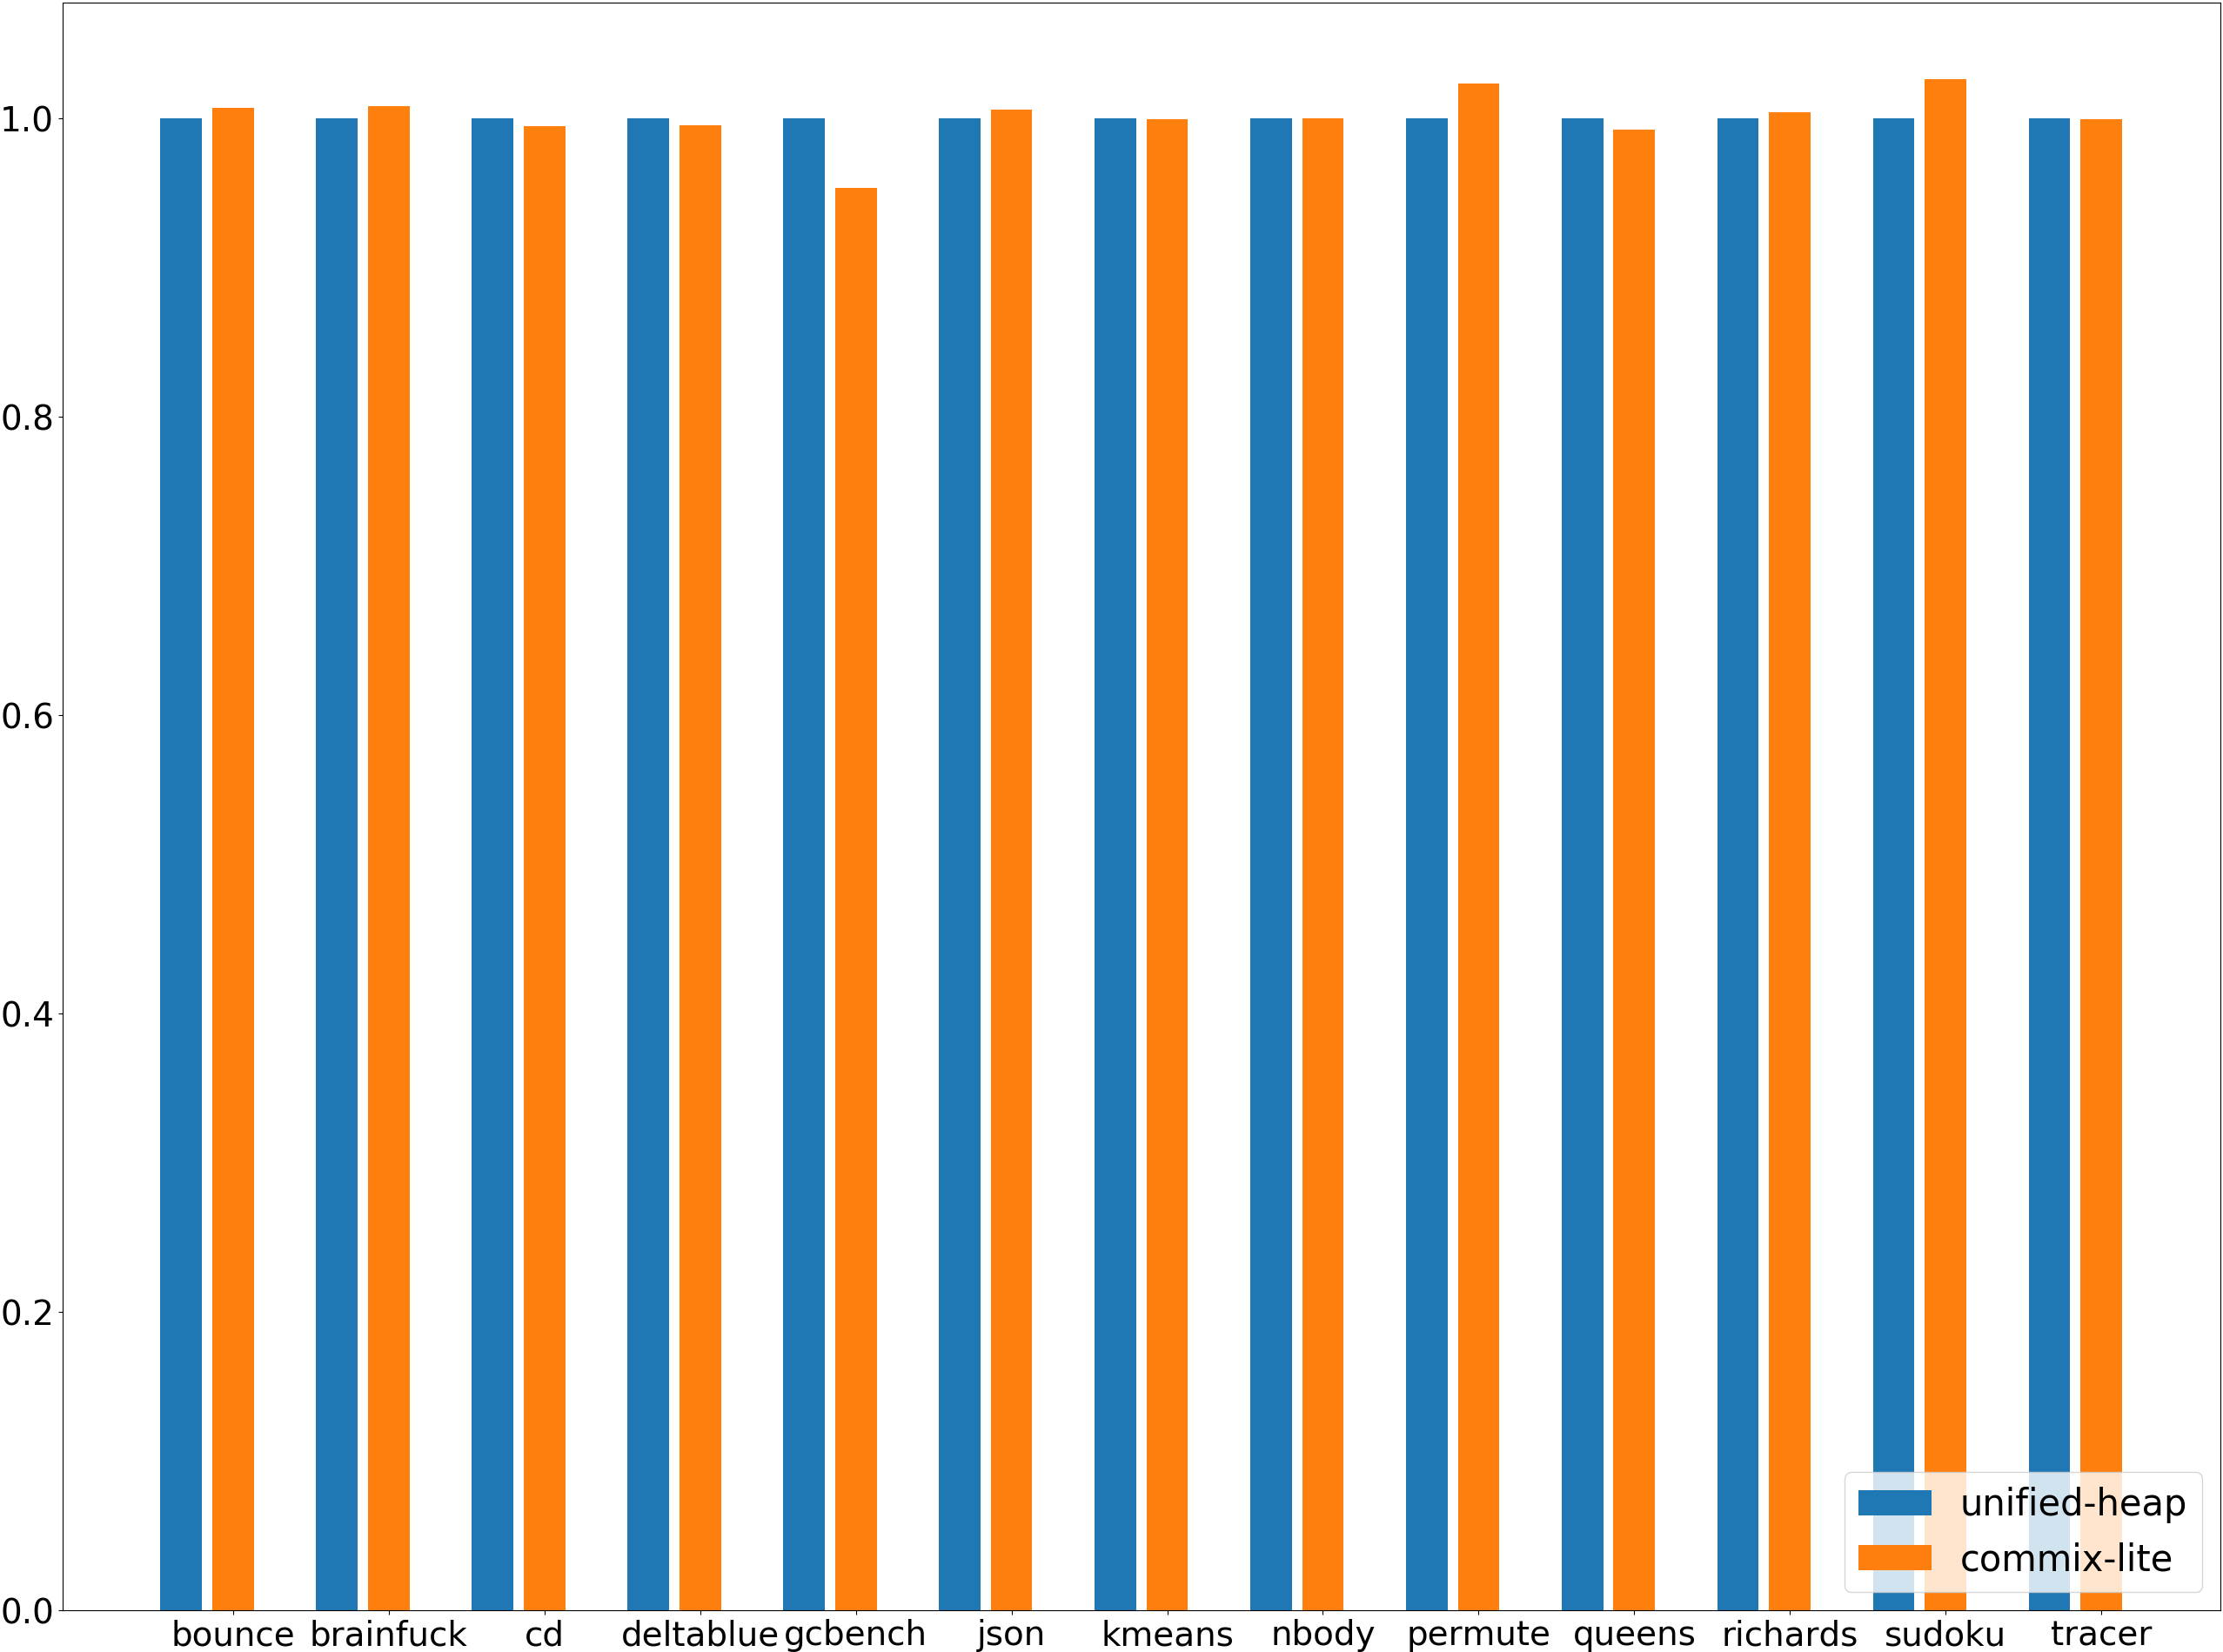 1.0
0.8
0.6
0.4
0.2
0.0
bounce brainfuck cd deltablue gcbench json kmeans nbody permute queens richards sudoku tracer
unified-heap
commix-lite